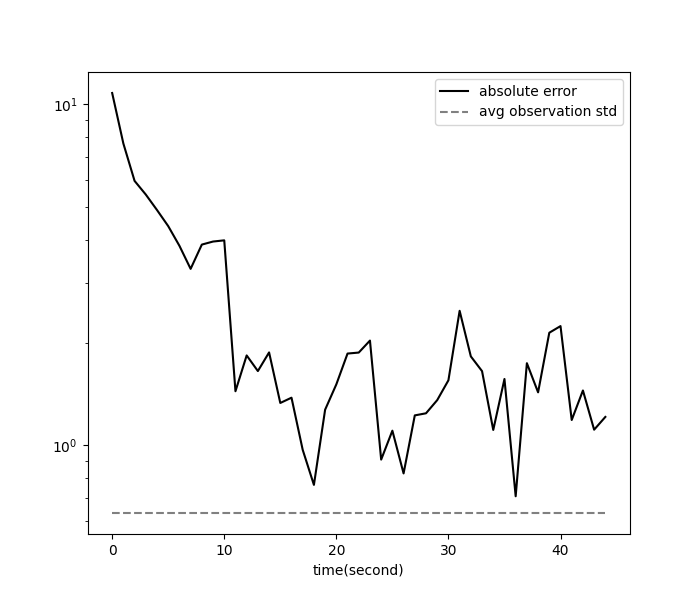 absolute error
avg observation std
10¹
10⁰
0 10 20 30 40
time(second)